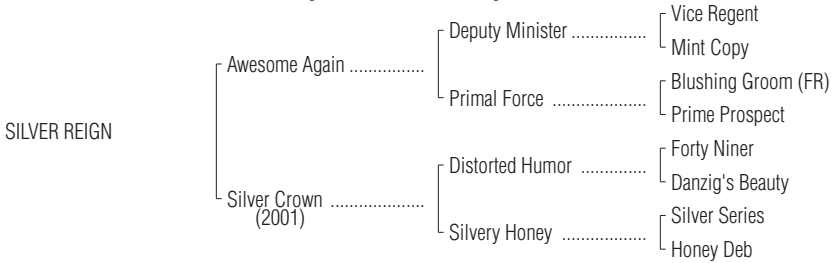 Vice Regent
Deputy Minister ................
Mint Copy
Awesome Again ................
Blushing Groom (FR)
Primal Force ....................
Prime Prospect
SILVER REIGN
Forty Niner
Distorted Humor ..............
Danzig's Beauty
Silver Crown ....................
(2001)
Silver Series
Silvery Honey ..................
Honey Deb